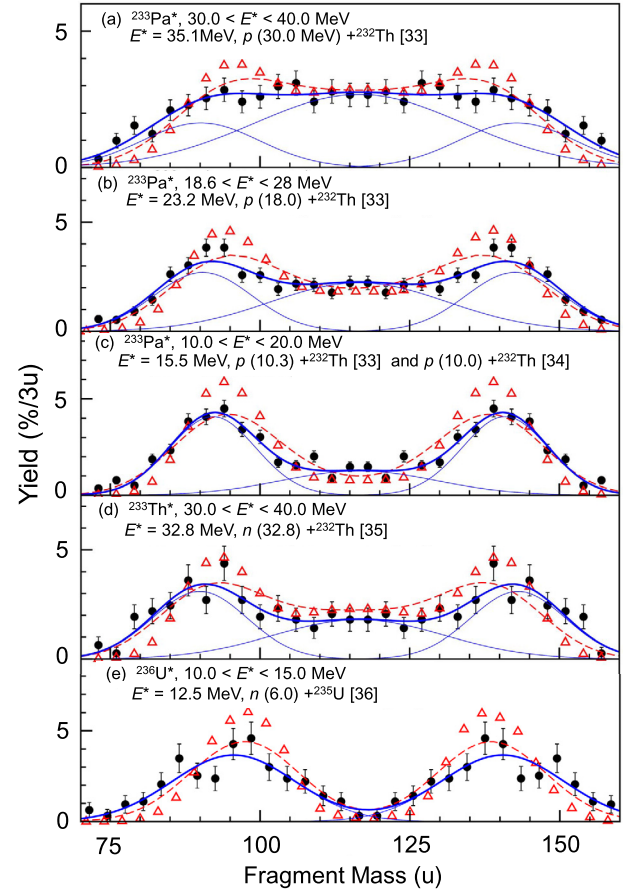 (a) ²³³Pa*, 30.0 < E* < 40.0 MeV
E* = 35.1MeV, p (30.0 MeV) +²³²Th [33]
5
0
(b) ²³³Pa*, 18.6 < E* < 28 MeV
E* = 23.2 MeV, p (18.0) +²³²Th [33]
5
0
(c) ²³³Pa*, 10.0 < E* < 20.0 MeV
E* = 15.5 MeV, p (10.3) +²³²Th [33] and p (10.0) +²³²Th [34]
5
0
Yield (%/3u)
(d) ²³³Th*, 30.0 < E* < 40.0 MeV
E* = 32.8 MeV, n (32.8) +²³²Th [35]
5
0
(e) ²³⁶U*, 10.0 < E* < 15.0 MeV
E* = 12.5 MeV, n (6.0) +²³⁵U [36]
5
0
75 100 125 150
Fragment Mass (u)